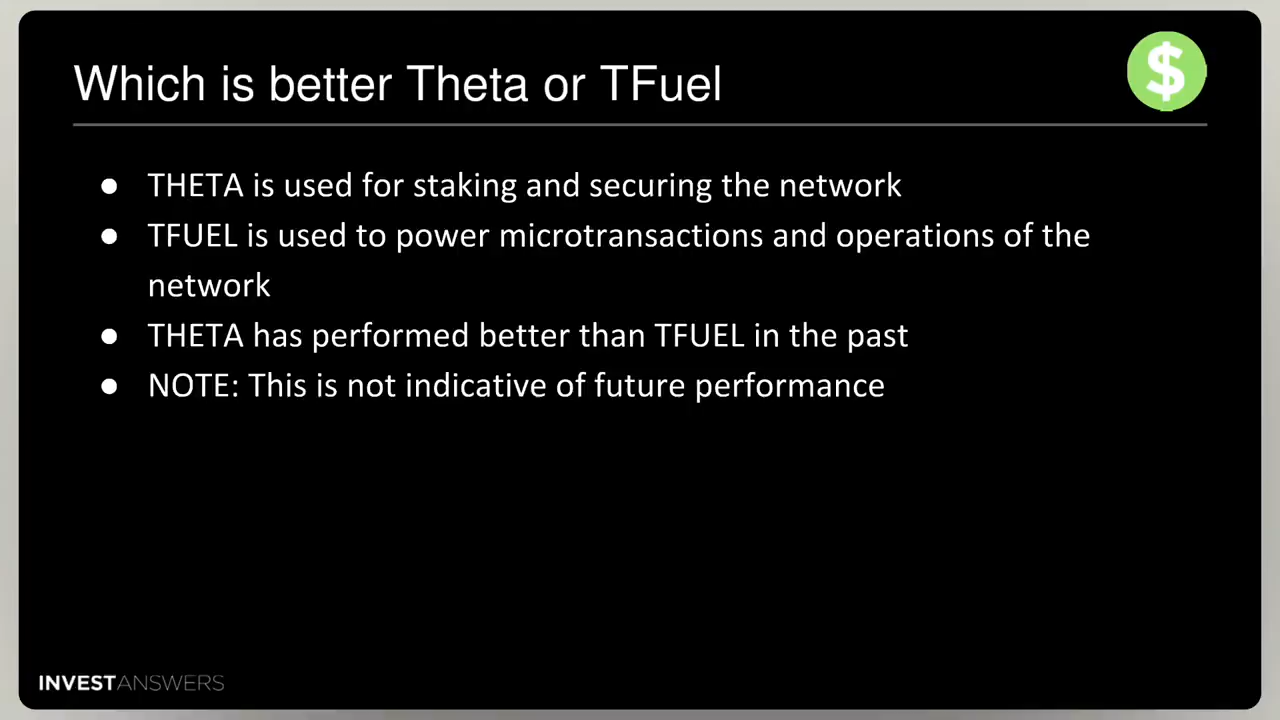 Which is better Theta or TFuel
$
● THETA is used for staking and securing the network
● TFUEL is used to power microtransactions and operations of the
network
● THETA has performed better than TFUEL in the past
● NOTE: This is not indicative of future performance
INVESTANSWERS